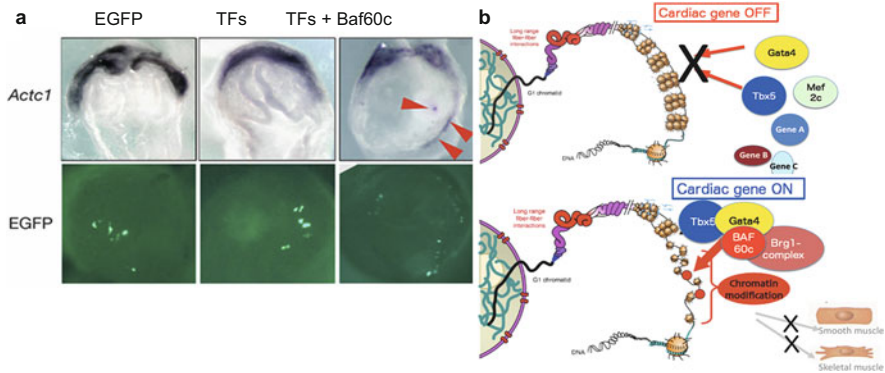 a
EGFP TFs TFs + Baf60c
Actc1
EGFP
b
Cardiac gene OFF
Long range
fiber-fiber
interactions
G1 chromatid
DNA
Gata4
Tbx5
Mef
2c
Gene A
Gene B
Gene C
Cardiac gene ON
Long range
fiber-fiber
interactions
G1 chromatid
DNA
Tbx5
Gata4
BAF
60c
Brg1-
complex
Chromatin
modification
X
X
X
Smooth muscle
Skeletal muscle